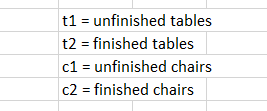 t1 = unfinished tables
t2 = finished tables
c1 = unfinished chairs
c2 = finished chairs